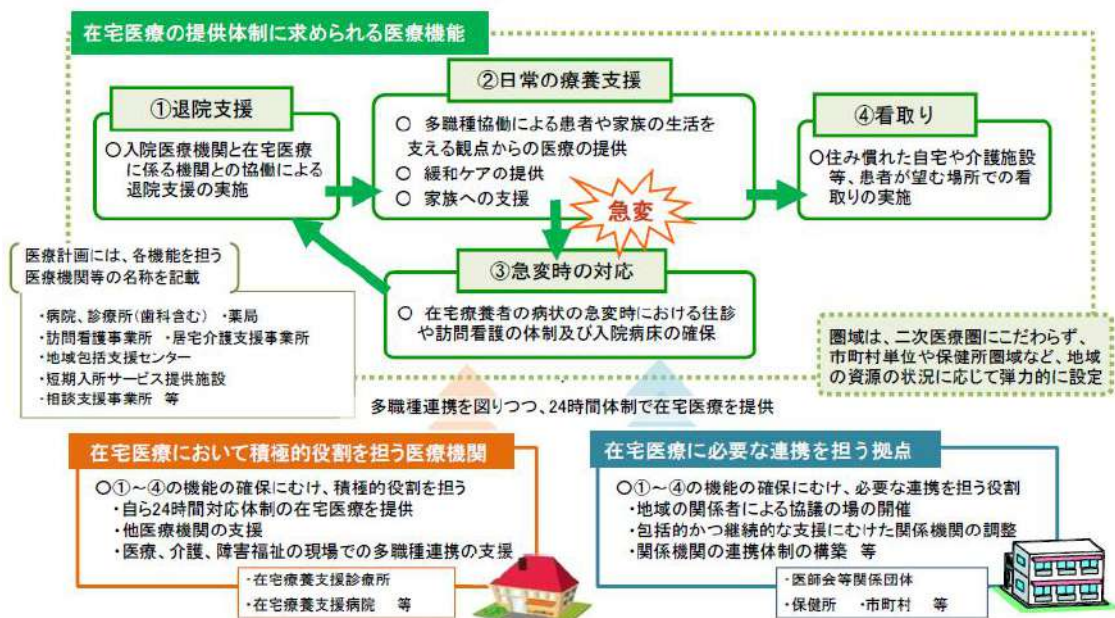 在宅医療の提供体制に求められる医療機能
①退院支援
○入院医療機関と在宅医療
に係る機関との協働による
退院支援の実施
②日常の療養支援
○ 多職種協働による患者や家族の生活を
支える観点からの医療の提供
○ 緩和ケアの提供
○ 家族への支援
急変
④看取り
○住み慣れた自宅や介護施設
等、患者が望む場所での看
取りの実施
③急変時の対応
○ 在宅療養者の病状の急変時における往診
や訪問看護の体制及び入院病床の確保
医療計画には、各機能を担う
医療機関等の名称を記載
・病院、診療所(歯科含む) ・薬局
・訪問看護事業所 ・居宅介護支援事業所
・地域包括支援センター
・短期入所サービス提供施設
・相談支援事業所 等
圏域は、二次医療圏にこだわらず、
市町村単位や保健所圏域など、地域
の資源の状況に応じて弾力的に設定
多職種連携を図りつつ、24時間体制で在宅医療を提供
在宅医療において積極的役割を担う医療機関
○①~④の機能の確保にむけ、積極的役割を担う
・自ら24時間対応体制の在宅医療を提供
・他医療機関の支援
・医療、介護、障害福祉の現場での多職種連携の支援
・在宅療養支援診療所
・在宅療養支援病院 等
在宅医療に必要な連携を担う拠点
○①~④の機能の確保にむけ、必要な連携を担う役割
・地域の関係者による協議の場の開催
・包括的かつ継続的な支援にむけた関係機関の調整
・関係機関の連携体制の構築 等
・医師会等関係団体
・保健所 ・市町村 等